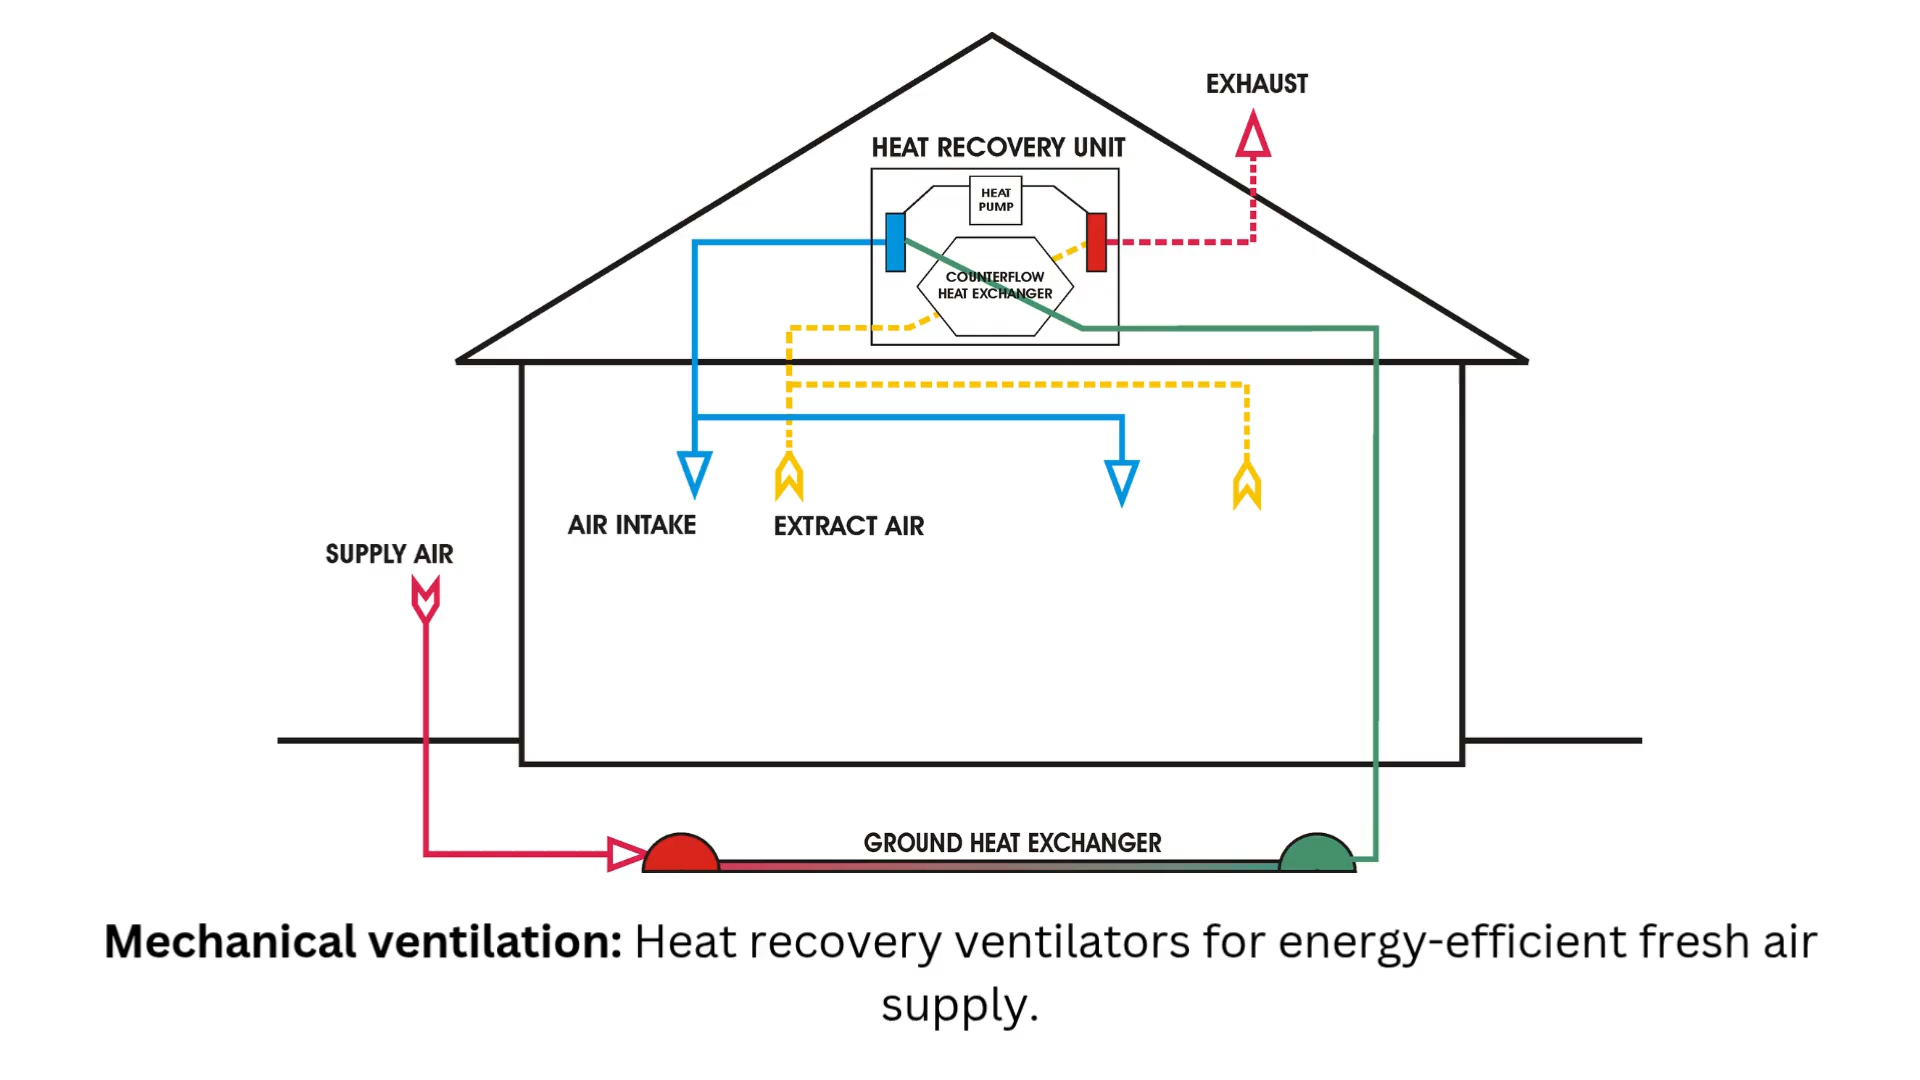 EXHAUST
HEAT RECOVERY UNIT
HEAT
PUMP
COUNTERFLOW
HEAT EXCHANGER
AIR INTAKE
EXTRACT AIR
SUPPLY AIR
GROUND HEAT EXCHANGER
Mechanical ventilation: Heat recovery ventilators for energy-efficient fresh air
supply.